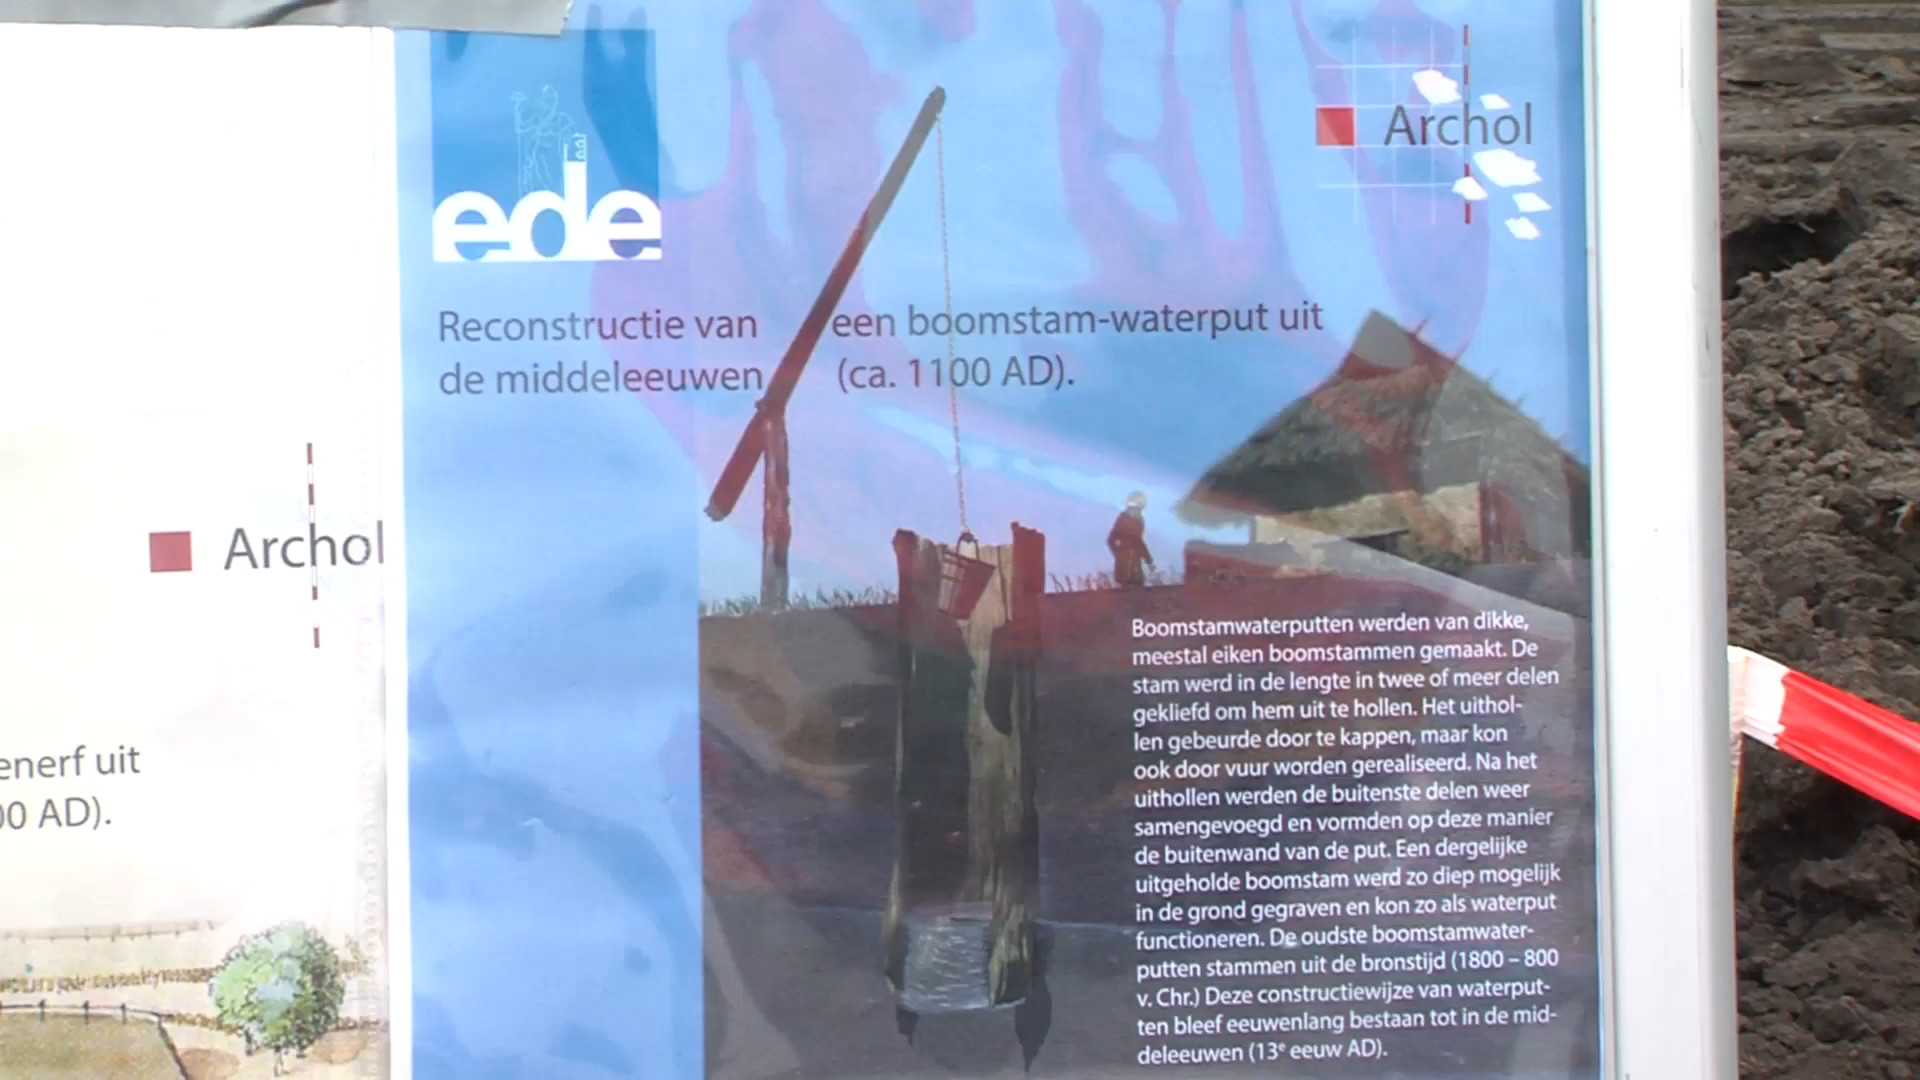 Archol
enerf uit
00 AD).
ede
Archol
Reconstructie van een boomstam-waterput uit
de middeleeuwen (ca. 1100 AD).
Boomstamwaterputten werden van dikke,
meestal eiken boomstammen gemaakt. De
stam werd in de lengte in twee of meer delen
gekliefd om hem uit te hollen. Het uithol-
len gebeurde door te kappen, maar kon
ook door vuur worden gerealiseerd. Na het
uithollen werden de buitenste delen weer
samengevoegd en vormden op deze manier
de buitenwand van de put. Een dergelijke
uitgeholde boomstam werd zo diep mogelijk
in de grond gegraven en kon zo als waterput
functioneren. De oudste boomstamwater-
putten stammen uit de bronstijd (1800 – 800
v. Chr.) Deze constructiewijze van waterput-
ten bleef eeuwenlang bestaan tot in de mid-
deleeuwen (13e eeuw AD).